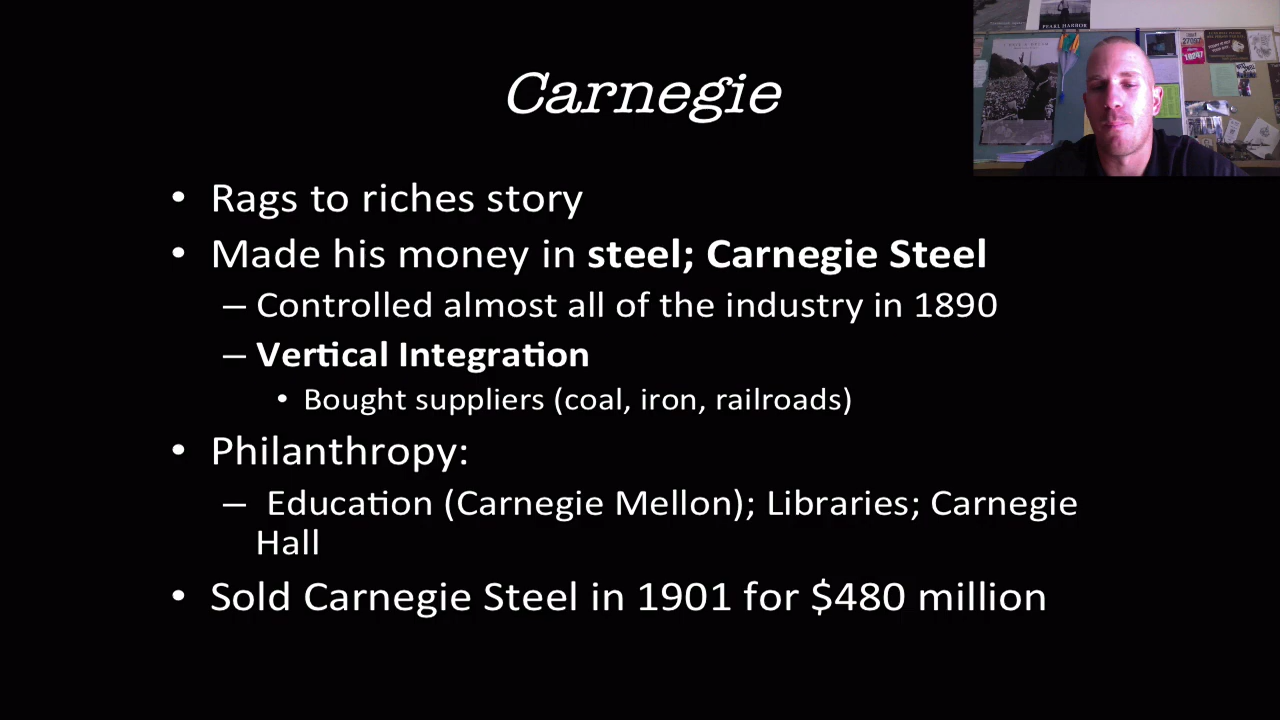 PEARL HARBOR
Carnegie
• Rags to riches story
• Made his money in steel; Carnegie Steel
– Controlled almost all of the industry in 1890
– Vertical Integration
• Bought suppliers (coal, iron, railroads)
• Philanthropy:
– Education (Carnegie Mellon); Libraries; Carnegie
Hall
• Sold Carnegie Steel in 1901 for $480 million